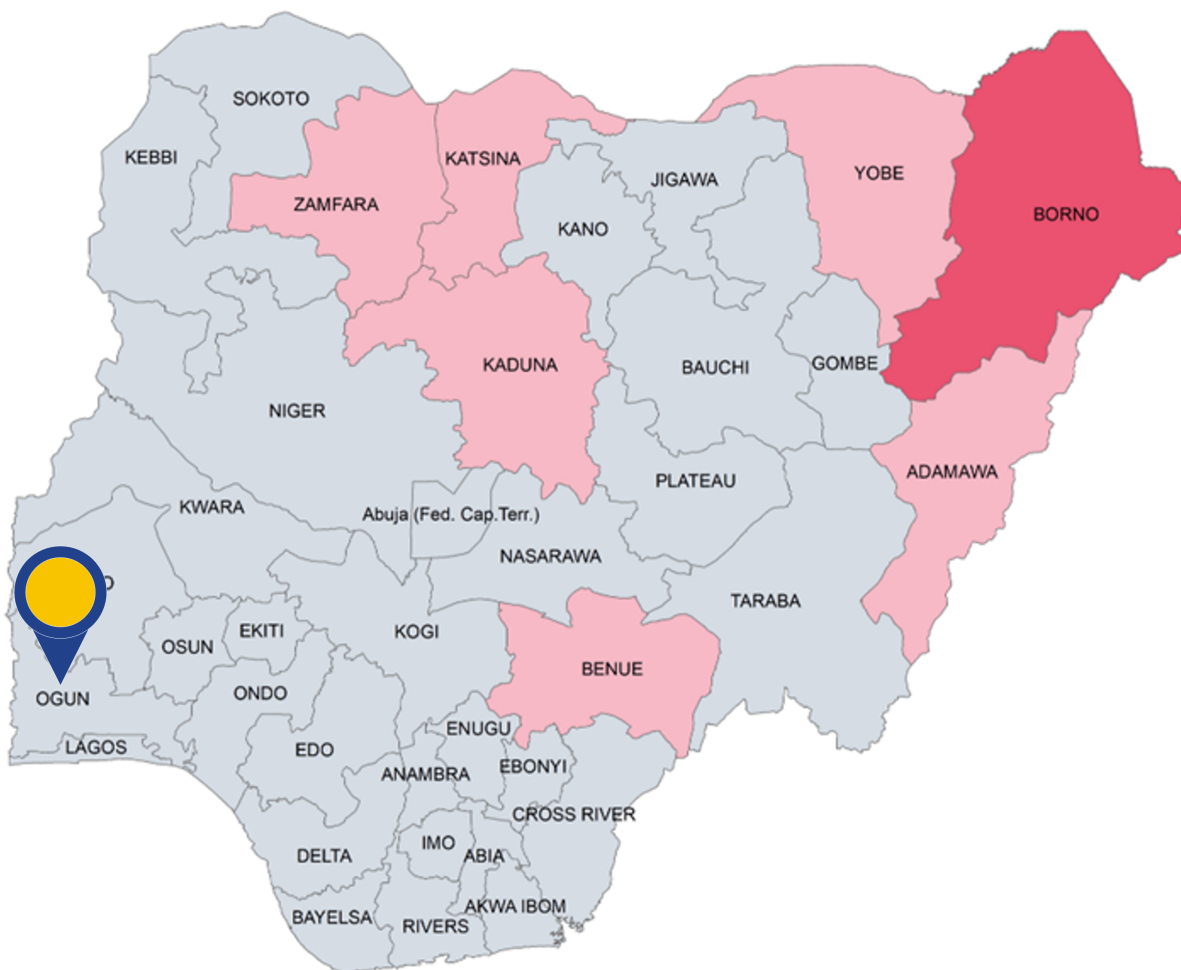 SOKOTO
KEBBI
KATSINA
ZAMFARA
KANO
JIGAWA
YOBE
BORNO
KADUNA
BAUCHI
GOMBE
NIGER
ADAMAWA
PLATEAU
KWARA
Abuja (Fed. Cap.Terr.)
NASARAWA
TARABA
OSUN
EKITI
KOGI
BENUE
OGUN
ONDO
LAGOS
EDO
ENUGU
ANAMBRA
EBONYI
CROSS RIVER
IMO
ABIA
DELTA
BAYELSA
RIVERS
AKWA IBOM